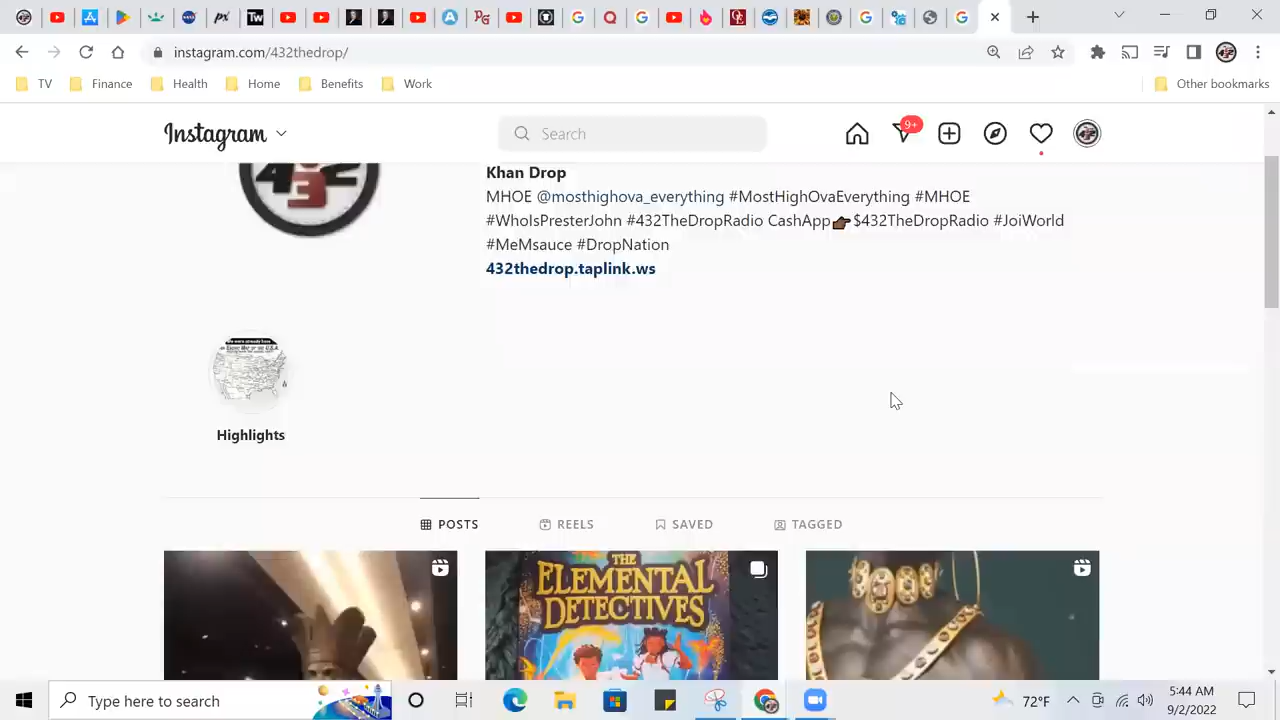 instagram.com/432thedrop/
TV Finance Health Home Benefits Work Other bookmarks
Instagram Search 9+
Khan Drop
MHOE @mosthighova_everything #MostHighOvaEverything #MHOE
#WhoIsPresterJohn #432TheDropRadio CashApp👉🏿$432TheDropRadio #JoiWorld
#MeMsauce #DropNation
432thedrop.taplink.ws
Highlights
POSTS REELS SAVED TAGGED
THE
ELEMENTAL
DETECTIVES
Type here to search 72°F 5:44 AM
9/2/2022